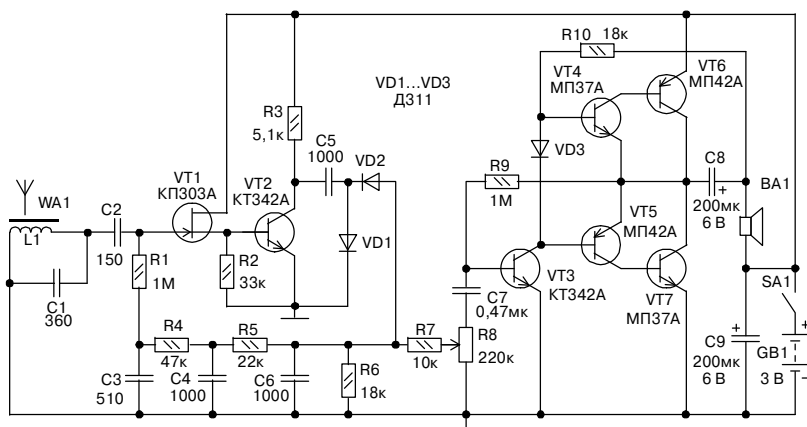 R10 18к
VT4
МП37А
VT6
МП42А
VD1...VD3
Д311
R3
5,1к
C5
1000
VD2
VD3
C8
200мк
6 В
BA1
VT1
КП303А
VT2
КТ342А
R9
1М
WA1
L1
C2
150
VT5
МП42А
R1
1М
R2
33к
VD1
VT3
КТ342А
VT7
МП37А
SA1
C1
360
C7
0,47мк
R4
47к
R5
22к
R7
10к
R8
220к
C9
200мк
6 В
GB1
3 В
C3
510
C4
1000
C6
1000
R6
18к
+
+
+
–